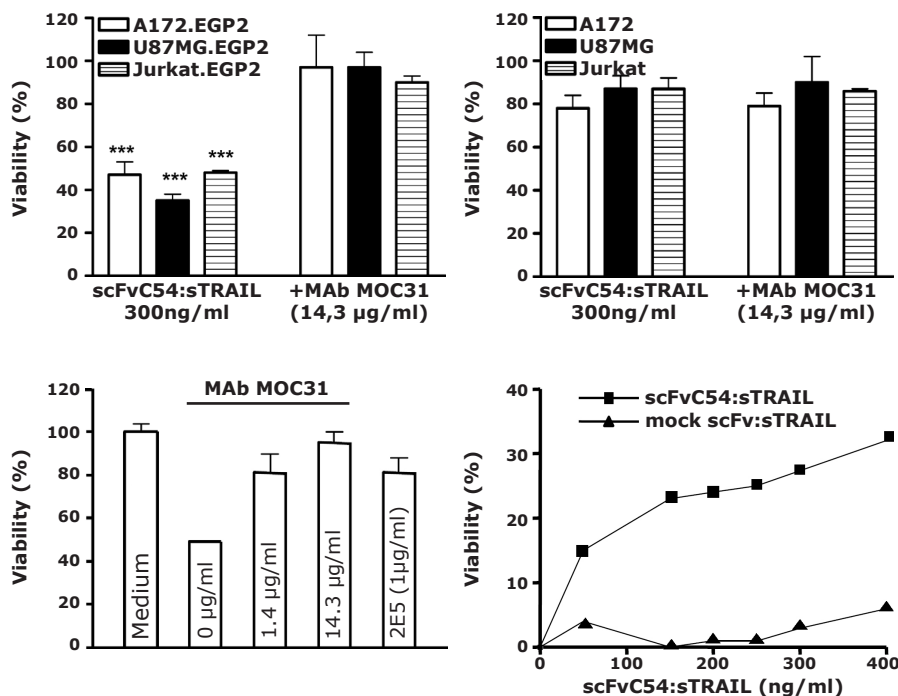 120
100
80
60
40
20
0
Viability (%)
A172.EGP2
U87MG.EGP2
Jurkat.EGP2
***
***
***
scFvC54:sTRAIL
300ng/ml
+MAb MOC31
(14,3 µg/ml)
120
100
80
60
40
20
0
Viability (%)
A172
U87MG
Jurkat
scFvC54:sTRAIL
300ng/ml
+MAb MOC31
(14,3 µg/ml)
120
100
80
60
40
20
0
Viability (%)
MAb MOC31
Medium
0 µg/ml
1.4 µg/ml
14.3 µg/ml
2E5 (1µg/ml)
40
30
20
10
0
Viability (%)
scFvC54:sTRAIL
mock scFv:sTRAIL
0 100 200 300 400
scFvC54:sTRAIL (ng/ml)